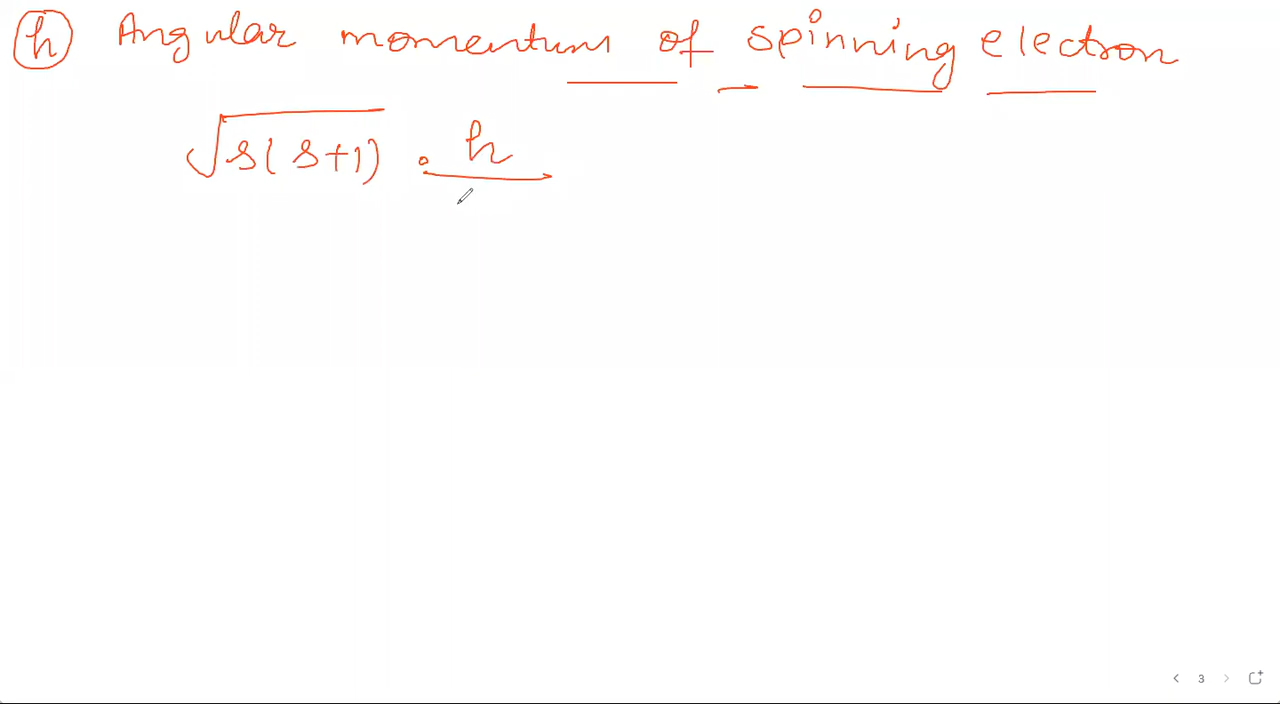 (h) Angular momentum of spinning electron
√s(s+1) . h
3